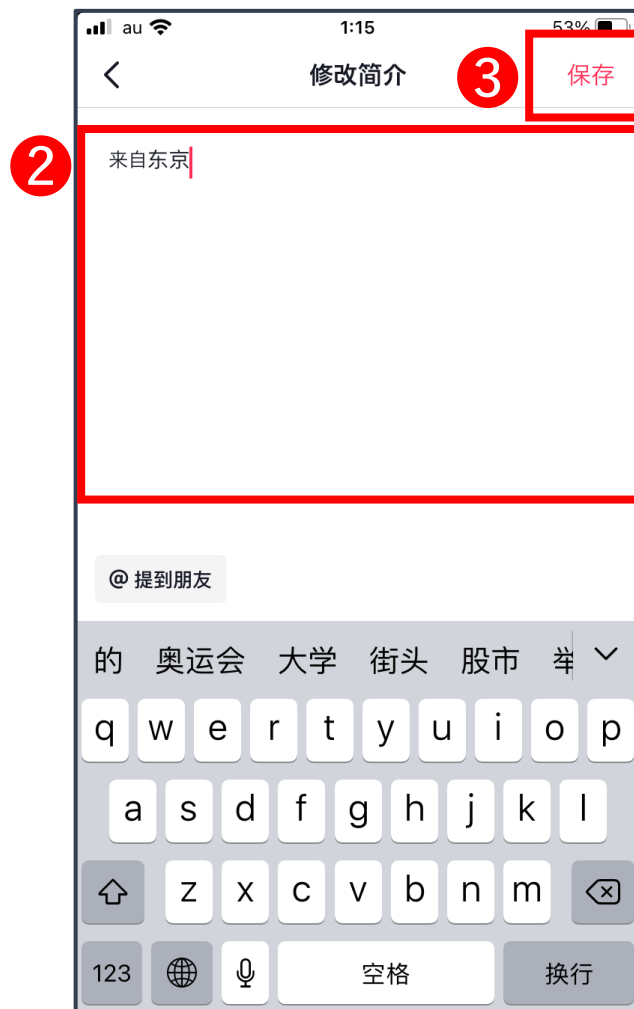 au 1:15 53%
修改简介 3 保存
2
来自东京
@ 提到朋友
的 奥运会 大学 街头 股市 举
q w e r t y u i o p
a s d f g h j k l
z x c v b n m
123 空格 换行